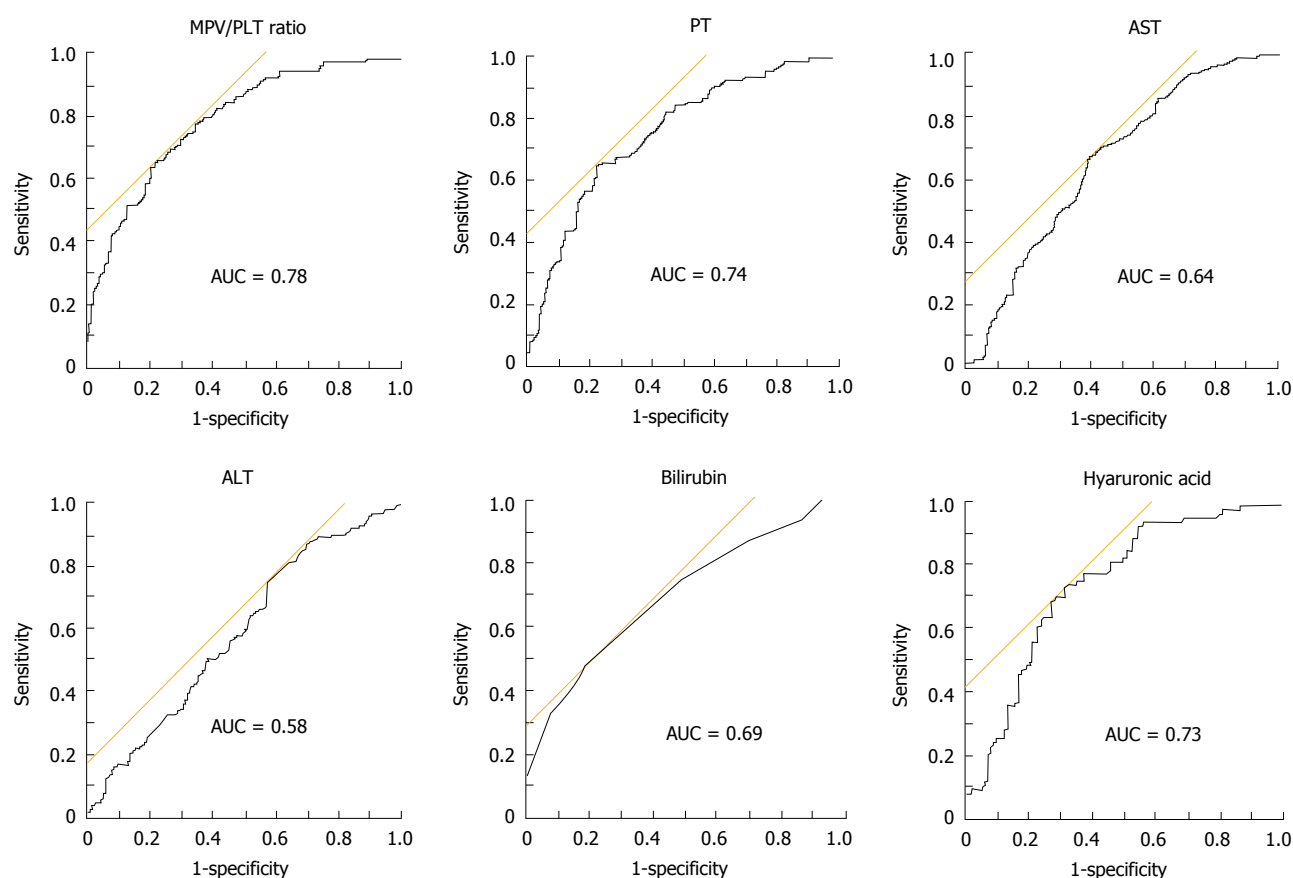 MPV/PLT ratio
1.0
0.8
0.6
0.4
0.2
0
Sensitivity
AUC = 0.78
0 0.2 0.4 0.6 0.8 1.0
1-specificity
PT
1.0
0.8
0.6
0.4
0.2
0
Sensitivity
AUC = 0.74
0 0.2 0.4 0.6 0.8 1.0
1-specificity
AST
1.0
0.8
0.6
0.4
0.2
0
Sensitivity
AUC = 0.64
0 0.2 0.4 0.6 0.8 1.0
1-specificity
ALT
1.0
0.8
0.6
0.4
0.2
0
Sensitivity
AUC = 0.58
0 0.2 0.4 0.6 0.8 1.0
1-specificity
Bilirubin
1.0
0.8
0.6
0.4
0.2
0
Sensitivity
AUC = 0.69
0 0.2 0.4 0.6 0.8 1.0
1-specificity
Hyaruronic acid
1.0
0.8
0.6
0.4
0.2
0
Sensitivity
AUC = 0.73
0 0.2 0.4 0.6 0.8 1.0
1-specificity